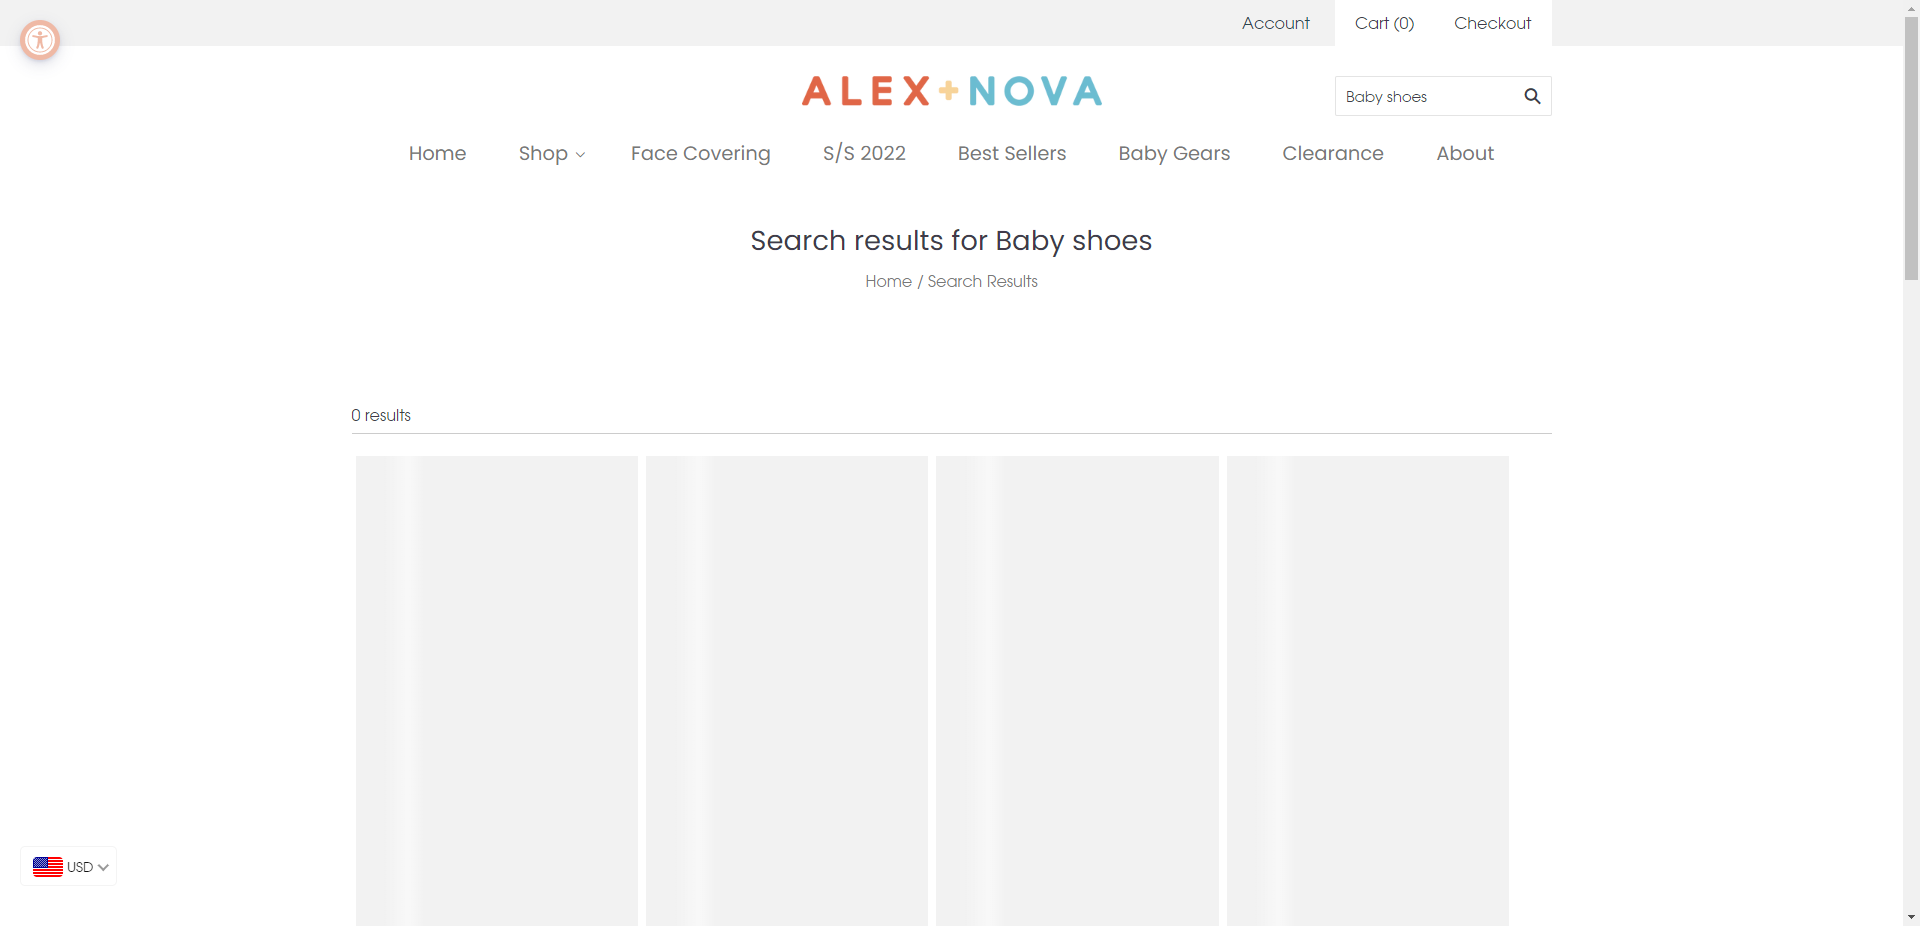 Account Cart (0) Checkout
ALEX+NOVA
Baby shoes
Home Shop Face Covering S/S 2022 Best Sellers Baby Gears Clearance About
Search results for Baby shoes
Home / Search Results
0 results
USD